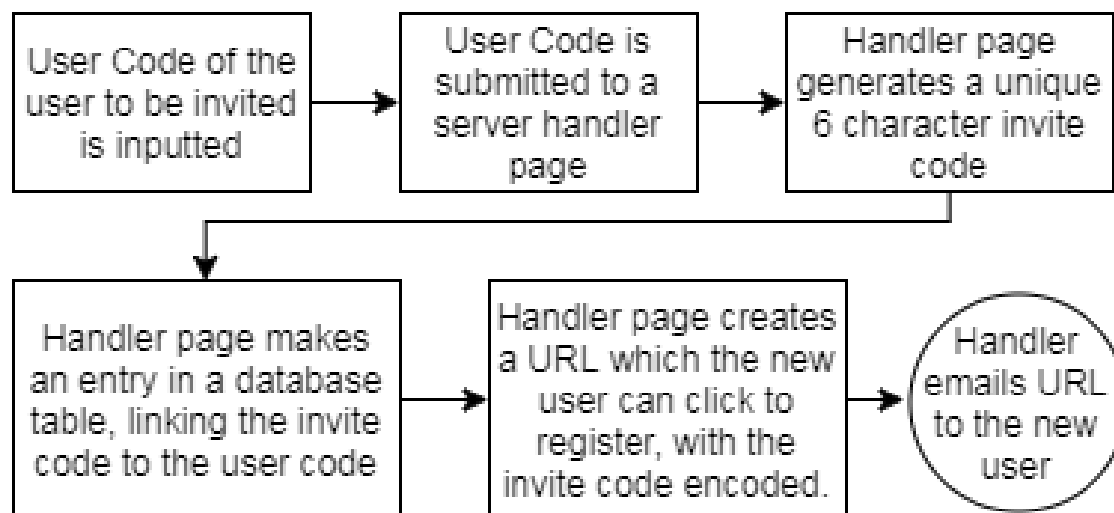 User Code of the
user to be invited
is inputted
User Code is
submitted to a
server handler
page
Handler page
generates a unique
6 character invite
code
Handler page makes
an entry in a database
table, linking the invite
code to the user code
Handler page creates
a URL which the new
user can click to
register, with the
invite code encoded.
Handler
emails URL
to the new
user